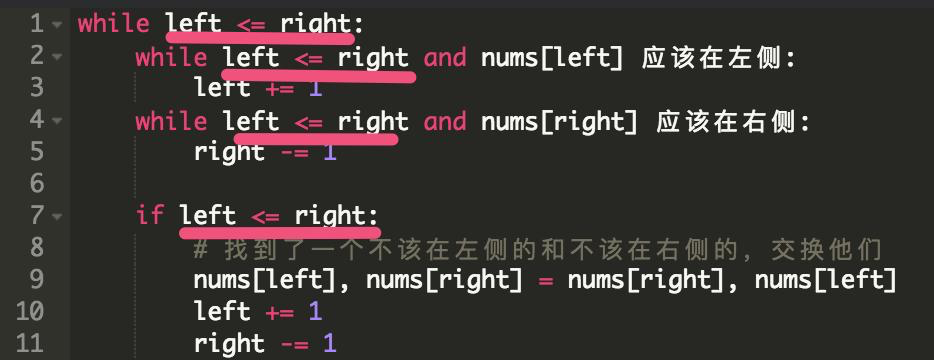 1 while left <= right:
2     while left <= right and nums[left] 应该在左侧:
3         left += 1
4     while left <= right and nums[right] 应该在右侧:
5         right -= 1
6
7     if left <= right:
8         # 找到了一个不该在左侧的和不该在右侧的, 交换他们
9         nums[left], nums[right] = nums[right], nums[left]
10         left += 1
11         right -= 1